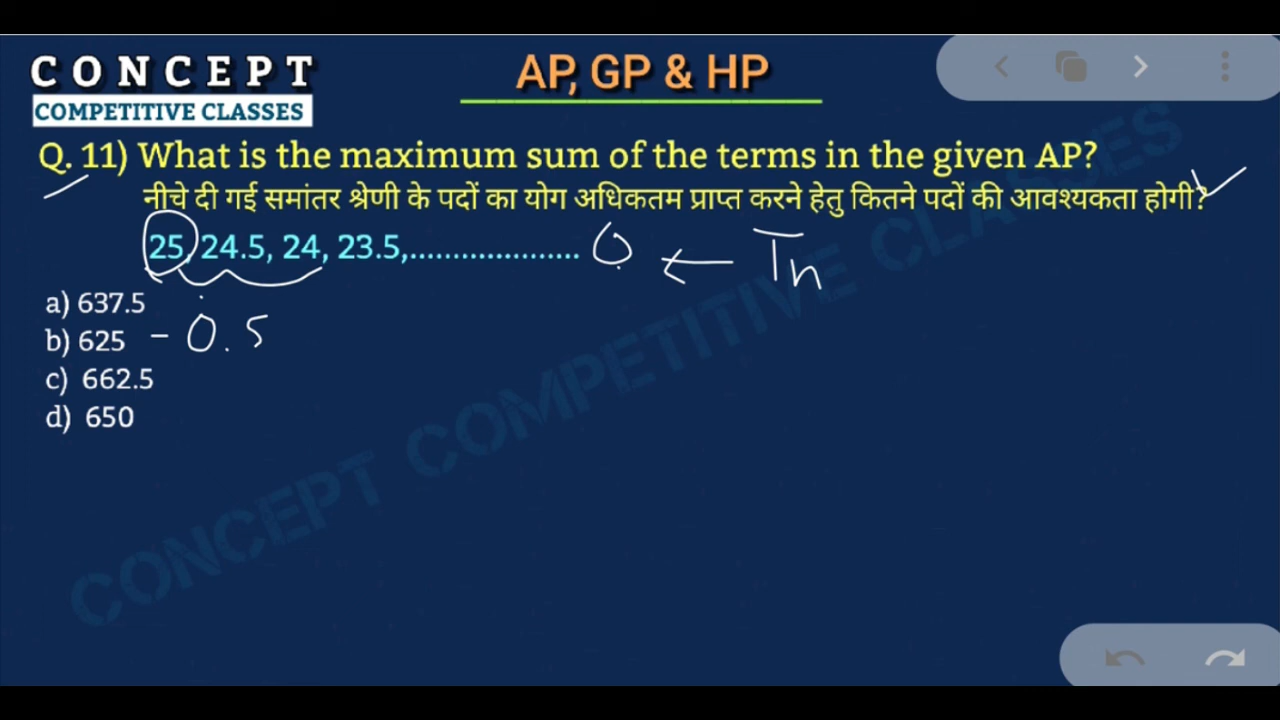 CONCEPT
COMPETITIVE CLASSES
AP, GP & HP
Q. 11) What is the maximum sum of the terms in the given AP?
नीचे दी गई समांतर श्रेणी के पदों का योग अधिकतम प्राप्त करने हेतु कितने पदों की आवश्यकता होगी?
25, 24.5, 24, 23.5,..................... 0 ← Tn
a) 637.5
b) 625 - 0.5
c) 662.5
d) 650
CONCEPT COMPETITIVE CLASSES